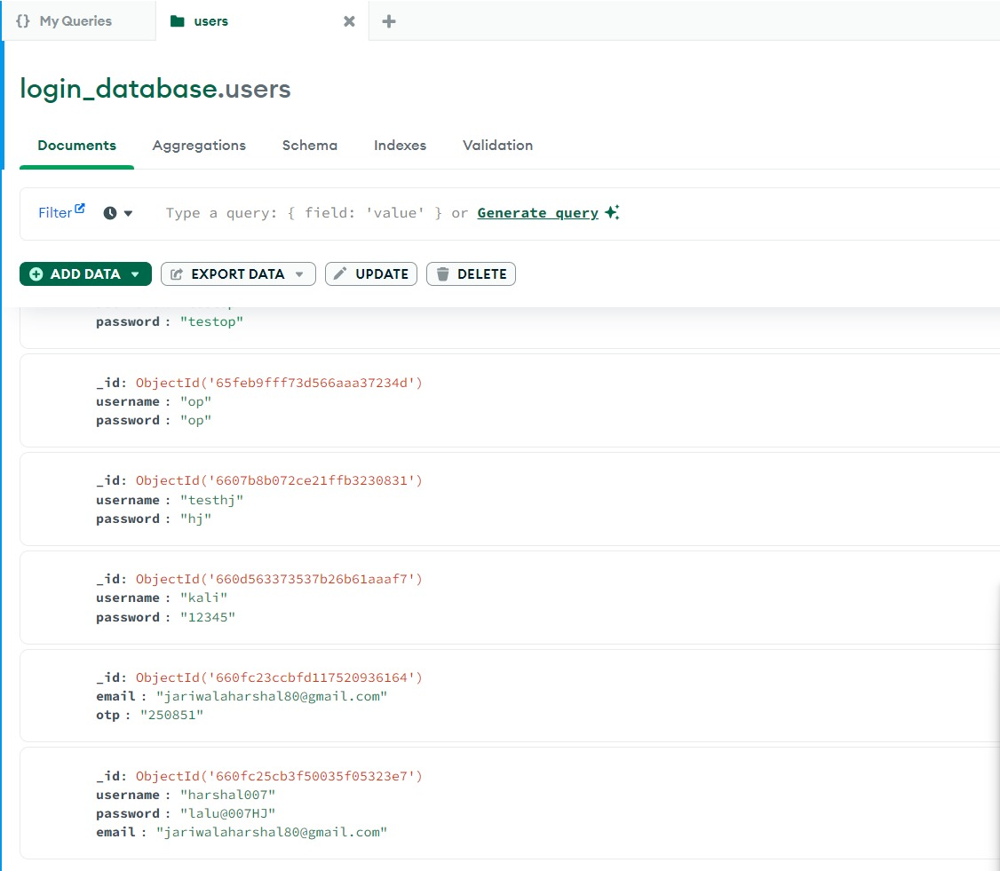 {} My Queries
users
login_database.users
Documents Aggregations Schema Indexes Validation
Filter Type a query: { field: 'value' } or Generate query
ADD DATA EXPORT DATA UPDATE DELETE
password : "testop"
_id: ObjectId('65feb9fff73d566aaa37234d')
username : "op"
password : "op"
_id: ObjectId('6607b8b072ce21ffb3230831')
username : "testhj"
password : "hj"
_id: ObjectId('660d563373537b26b61aaaf7')
username : "kali"
password : "12345"
_id: ObjectId('660fc23ccbfd117520936164')
email : "jariwalaharshal80@gmail.com"
otp : "250851"
_id: ObjectId('660fc25cb3f50035f05323e7')
username : "harshal007"
password : "lalu@007HJ"
email : "jariwalaharshal80@gmail.com"